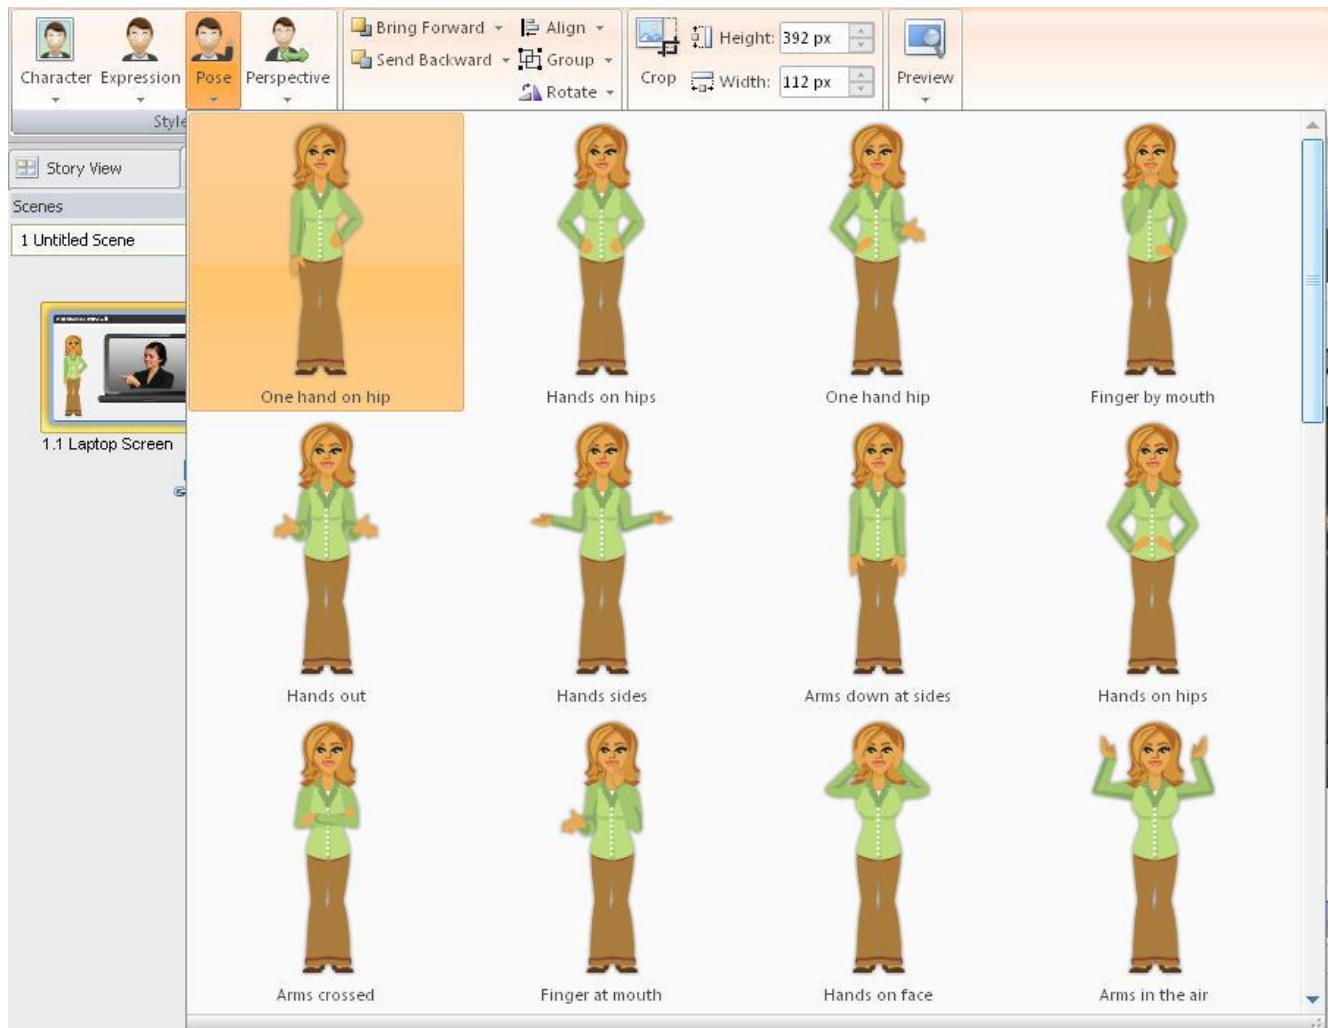 Bring Forward
Align
Height: 392 px
Send Backward
Group
Character
Expression
Pose
Perspective
Crop
Width: 112 px
Preview
Rotate
Style
Story View
Scenes
1 Untitled Scene
1.1 Laptop Screen
One hand on hip
Hands on hips
One hand hip
Finger by mouth
Hands out
Hands sides
Arms down at sides
Hands on hips
Arms crossed
Finger at mouth
Hands on face
Arms in the air